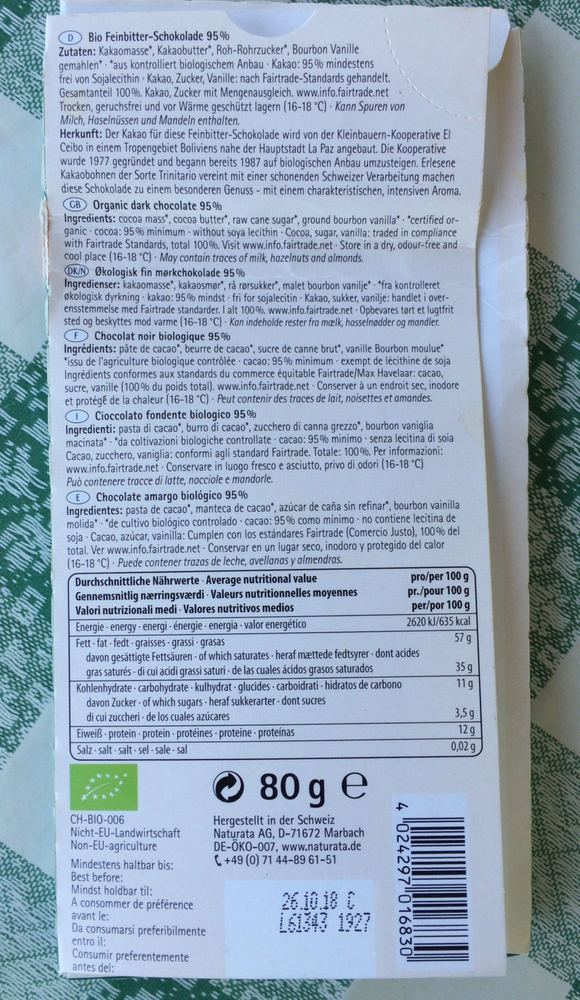 D Bio Feinbitter-Schokolade 95%
Zutaten: Kakaomasse*, Kakaobutter*, Roh-Rohrzucker*, Bourbon Vanille
gemahlen* · *aus kontrolliert biologischem Anbau · Kakao: 95% mindestens
frei von Sojalecithin · Kakao, Zucker, Vanille: nach Fairtrade-Standards gehandelt.
Gesamtanteil 100%. Kakao, Zucker mit Mengenausgleich. www.info.fairtrade.net
Trocken, geruchsfrei und vor Wärme geschützt lagern (16-18 °C) · Kann Spuren von
Milch, Haselnüssen und Mandeln enthalten.
Herkunft: Der Kakao für diese Feinbitter-Schokolade wird von der Kleinbauern-Kooperative El
Ceibo in einem Tropengebiet Boliviens nahe der Hauptstadt La Paz angebaut. Die Kooperative
wurde 1977 gegründet und begann bereits 1987 auf biologischen Anbau umzusteigen. Erlesene
Kakaobohnen der Sorte Trinitario vereint mit einer schonenden Schweizer Verarbeitung machen
diese Schokolade zu einem besonderen Genuss - mit einem charakteristischen, intensiven Aroma.
GB Organic dark chocolate 95%
Ingredients: cocoa mass*, cocoa butter*, raw cane sugar*, ground bourbon vanilla* · *certified or-
ganic · cocoa: 95% minimum · without soya lecithin · Cocoa, sugar, vanilla: traded in compliance
with Fairtrade Standards, total 100%. Visit www.info.fairtrade.net · Store in a dry, odour-free and
cool place (16-18 °C) · May contain traces of milk, hazelnuts and almonds.
DK/N Økologisk fin mørkchokolade 95%
Ingredienser: kakaomasse*, kakaosmør*, rå rørsukker*, malet bourbon vanilje* · *fra kontrolleret
økologisk dyrkning · kakao: 95% mindst · fri for sojalecitin · Kakao, sukker, vanilje: handlet i over-
ensstemmelse med Fairtrade standarder. I alt 100%. www.info.fairtrade.net · Opbevares tørt et lugtfrit
sted og beskyttes mod varme (16-18 °C) · Kan indeholde rester fra mælk, hasselnødder og mandler.
F Chocolat noir biologique 95%
Ingrédients: pâte de cacao*, beurre de cacao*, sucre de canne brut*, vanille Bourbon moulue*
*issu de l'agriculture biologique contrôlée · cacao: 95% minimum · exempt de lécithine de soja
Ingrédients conformes aux standards du commerce équitable Fairtrade/Max Havelaar: cacao,
sucre, vanille (100% du poids total). www.info.fairtrade.net · Conserver à un endroit sec, inodore
et protégé de la chaleur (16-18 °C) · Peut contenir des traces de lait, noisettes et amandes.
I Cioccolato fondente biologico 95%
Ingredienti: pasta di cacao*, burro di cacao*, zucchero di canna grezzo*, bourbon vaniglia
macinata* · *da coltivazioni biologiche controllate · cacao: 95% minimo · senza lecitina di soia
Cacao, zucchero, vaniglia: conformi agli standard Fairtrade. Totale: 100%. Per informazioni:
www.info.fairtrade.net · Conservare in luogo fresco e asciutto, privo di odori (16-18 °C)
Può contenere tracce di latte, nocciole e mandorle.
E Chocolate amargo biológico 95%
Ingredientes: pasta de cacao*, manteca de cacao*, azúcar de caña sin refinar*, bourbon vainilla
molida* · *de cultivo biológico controlado · cacao: 95% como mínimo · no contiene lecitina de
soja · Cacao, azúcar, vainilla: Cumplen con los estándares Fairtrade (Comercio Justo), 100% del
total. Ver www.info.fairtrade.net · Conservar en un lugar seco, inodoro y protegido del calor
(16-18 °C) · Puede contener trazas de leche, avellanas y almendras.
Durchschnittliche Nährwerte · Average nutritional value pro/per 100 g
Gennemsnitlig næringsværdi · Valeurs nutritionnelles moyennes pr./pour 100 g
Valori nutrizionali medi · Valores nutritivos medios per/por 100 g
Energie · energy · energi · énergie · energia · valor energético 2620 kJ/635 kcal
Fett · fat · fedt · graisses · grassi · grasas 57 g
davon gesättigte Fettsäuren · of which saturates · heraf mættede fedtsyrer · dont acides
gras saturés · di cui acidi grassi saturi · de las cuales ácidos grasos saturados 35 g
Kohlenhydrate · carbohydrate · kulhydrat · glucides · carboidrati · hidratos de carbono 11 g
davon Zucker · of which sugars · heraf sukkerarter · dont sucres
di cui zuccheri · de los cuales azúcares 3,5 g
Eiweiß · protein · protein · protéines · proteine · proteínas 12 g
Salz · salt · salt · sel · sale · sal 0,02 g
80 g e
CH-BIO-006
Nicht-EU-Landwirtschaft
Non-EU-agriculture
Hergestellt in der Schweiz
Naturata AG, D-71672 Marbach
DE-ÖKO-007, www.naturata.de
+49 (0) 71 44-89 61-51
Mindestens haltbar bis:
Best before:
Mindst holdbar til:
A consommer de préférence
avant le:
Da consumarsi preferibilmente
entro il:
Consumir preferentemente
antes del:
26.10.18 C
L61343 1927
4 024297 016830